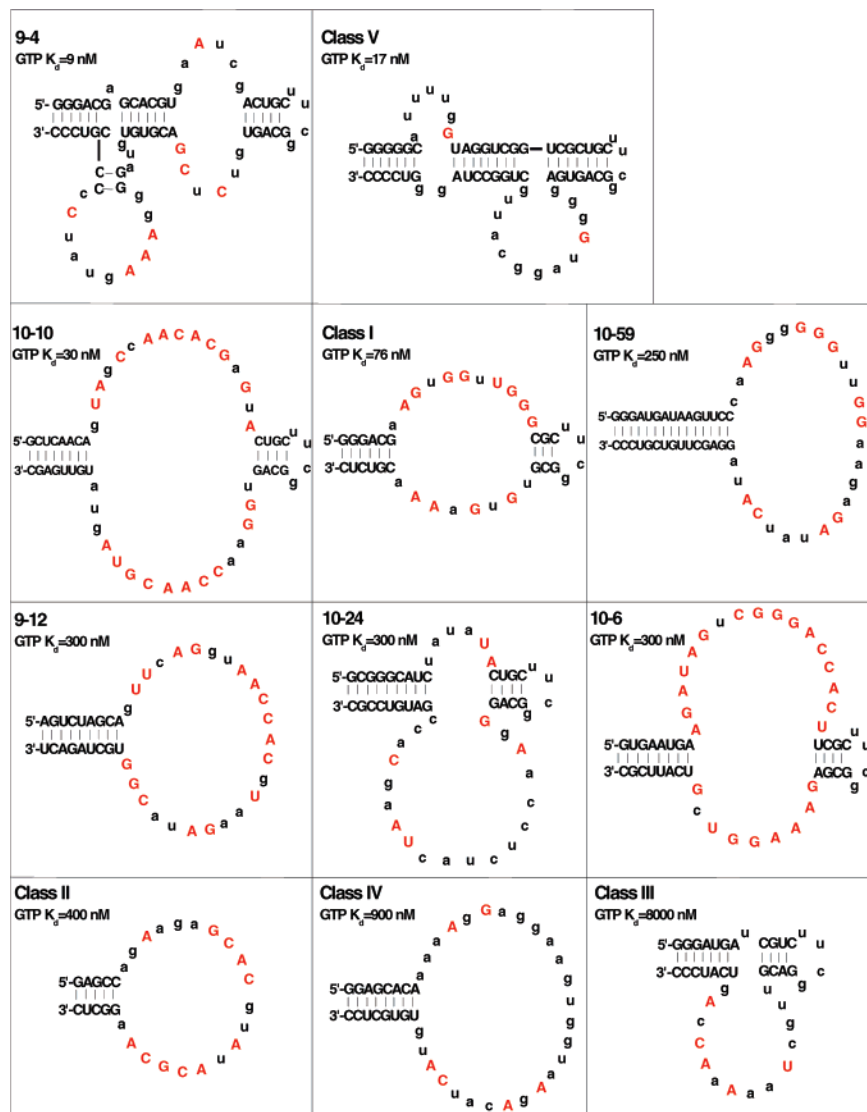 9-4
GTP Kd=9 nM
5'-GGGACG a GCACGU g a A u c g ACUGC u u c g
3'-CCCUGC UGUGCA G C u C u g UGACG
C-G
C-G
c C u a u g A A A g g
Class V
GTP Kd=17 nM
5'-GGGGGC a u u u u g G UAGGUCGG UCGCUGC u u c g
3'-CCCCUG g g AUCCGGCU AGUGACG
g u u c a c g g a u G g g g
10-10
GTP Kd=30 nM
5'-GCUCAACA g U A g C c A A C A C G a G u A CUGC u u c g
3'-CGAGUUGU a u g A U G C A A C C a a G G u GACG
Class I
GTP Kd=76 nM
5'-GGGACG a A G u G G u U G G G CGC u u c g
3'-CUCUGC a A A a G u G u GCG
10-59
GTP Kd=250 nM
5'-GGGAUGAUAAGUUCC c a A G g g G G G u u G G a a g
3'-CCCUGCUGUUCGAGG a u A C u u a u A G a
9-12
GTP Kd=300 nM
5'-AGUCUAGCA g U U c A G g u A A C C A C g
3'-UCAGAUCGU G G C a u A G a a U
10-24
GTP Kd=300 nM
5'-GCGGGCAUC u a u a U A CUGC u u c g
3'-CGCCUGUAG c c a C g a A U c a u c u c c a A g G GACG
10-6
GTP Kd=300 nM
5'-GUGAAUGA A G A U A G u C G G G A C C A C U UCGC u u c g
3'-CGCUUACU G c U G G A A A G AGCG
Class II
GTP Kd=400 nM
5'-GAGCC a g A a g a G C A C g
3'-CUCGG a A C G C A u A u
Class IV
GTP Kd=900 nM
5'-GGAGCACA a a a A g G a g g a a g u g g
3'-CCUCGUGU g u A C u a c A g A a u
Class III
GTP Kd=8000 nM
5'-GGGAUGA u CGUC u u c g
3'-CCCUACU g A c C A A a A a a U c g u u GCAG